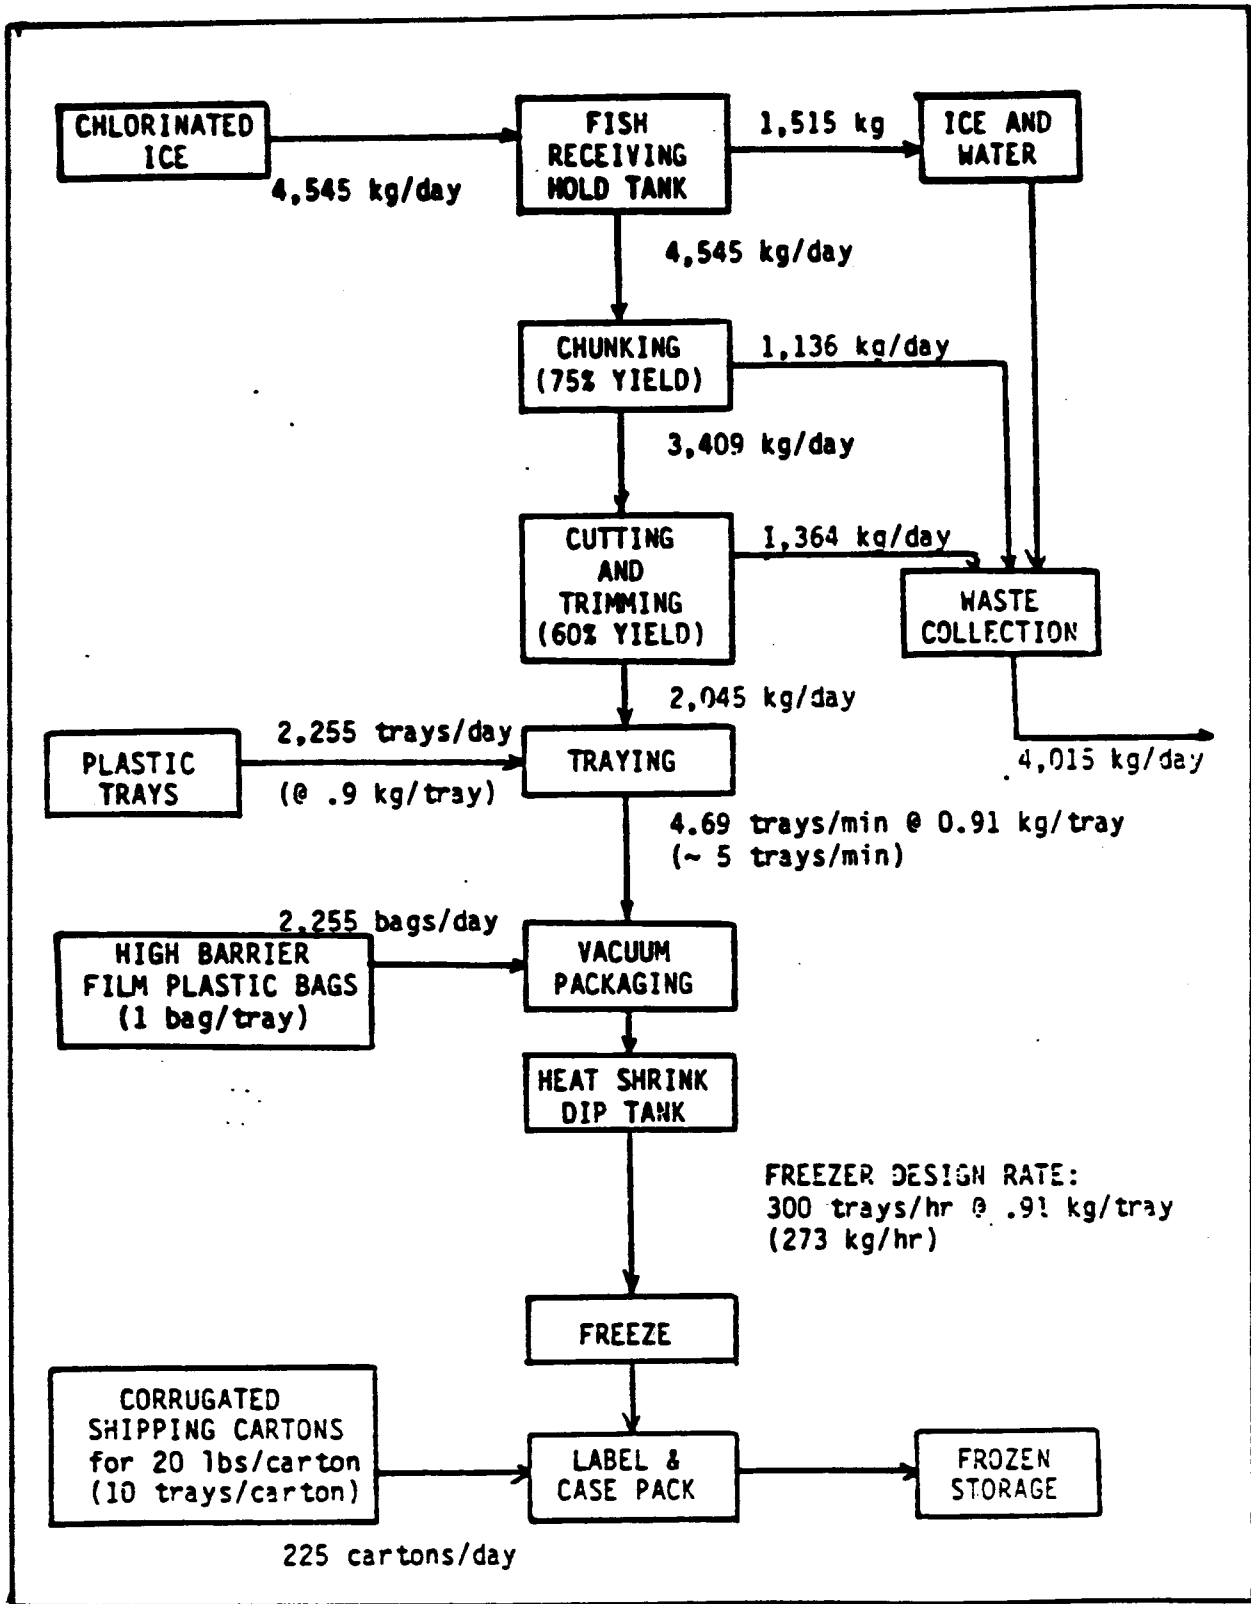 CHLORINATED
ICE
4,545 kg/day
FISH
RECEIVING
HOLD TANK
1,515 kg
ICE AND
WATER
4,545 kg/day
CHUNKING
(75% YIELD)
1,136 kg/day
3,409 kg/day
CUTTING
AND
TRIMMING
(60% YIELD)
1,364 kg/day
WASTE
COLLECTION
4,015 kg/day
2,045 kg/day
PLASTIC
TRAYS
2,255 trays/day
(@ .9 kg/tray)
TRAYING
4.69 trays/min @ 0.91 kg/tray
(~ 5 trays/min)
HIGH BARRIER
FILM PLASTIC BAGS
(1 bag/tray)
2,255 bags/day
VACUUM
PACKAGING
HEAT SHRINK
DIP TANK
FREEZER DESIGN RATE:
300 trays/hr @ .91 kg/tray
(273 kg/hr)
FREEZE
CORRUGATED
SHIPPING CARTONS
for 20 lbs/carton
(10 trays/carton)
225 cartons/day
LABEL &
CASE PACK
FROZEN
STORAGE